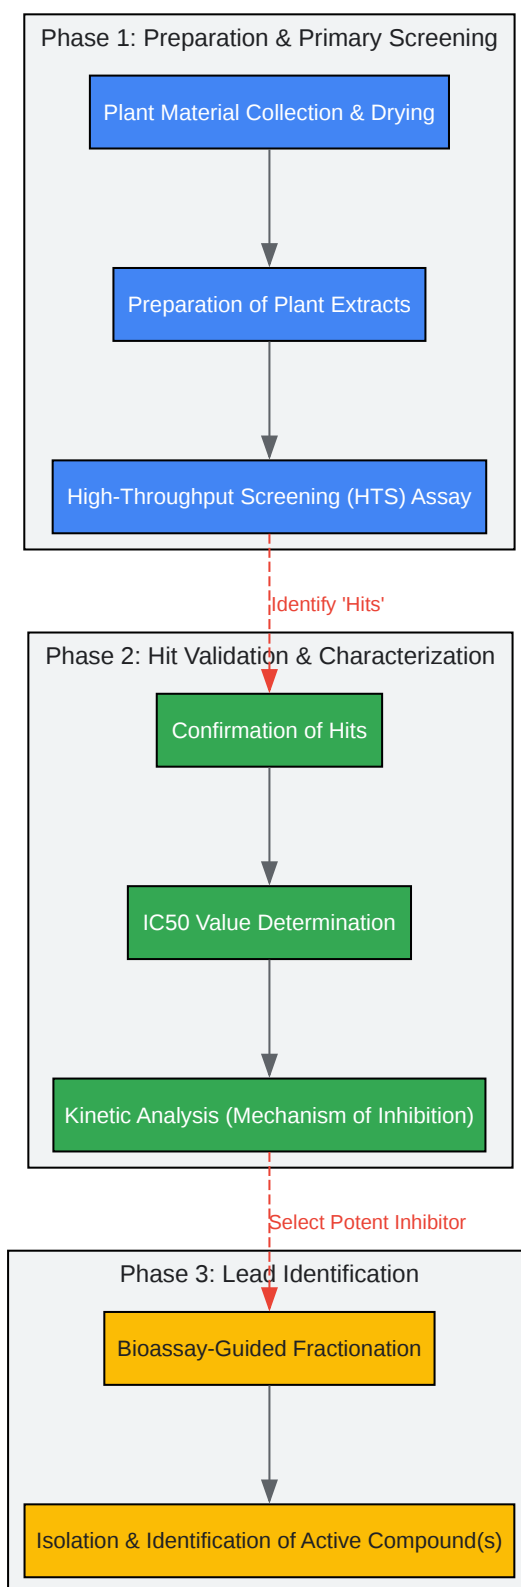 Phase 1: Preparation & Primary Screening
Plant Material Collection & Drying
Preparation of Plant Extracts
High-Throughput Screening (HTS) Assay
Identify 'Hits'
Phase 2: Hit Validation & Characterization
Confirmation of Hits
IC50 Value Determination
Kinetic Analysis (Mechanism of Inhibition)
Select Potent Inhibitor
Phase 3: Lead Identification
Bioassay-Guided Fractionation
Isolation & Identification of Active Compound(s)